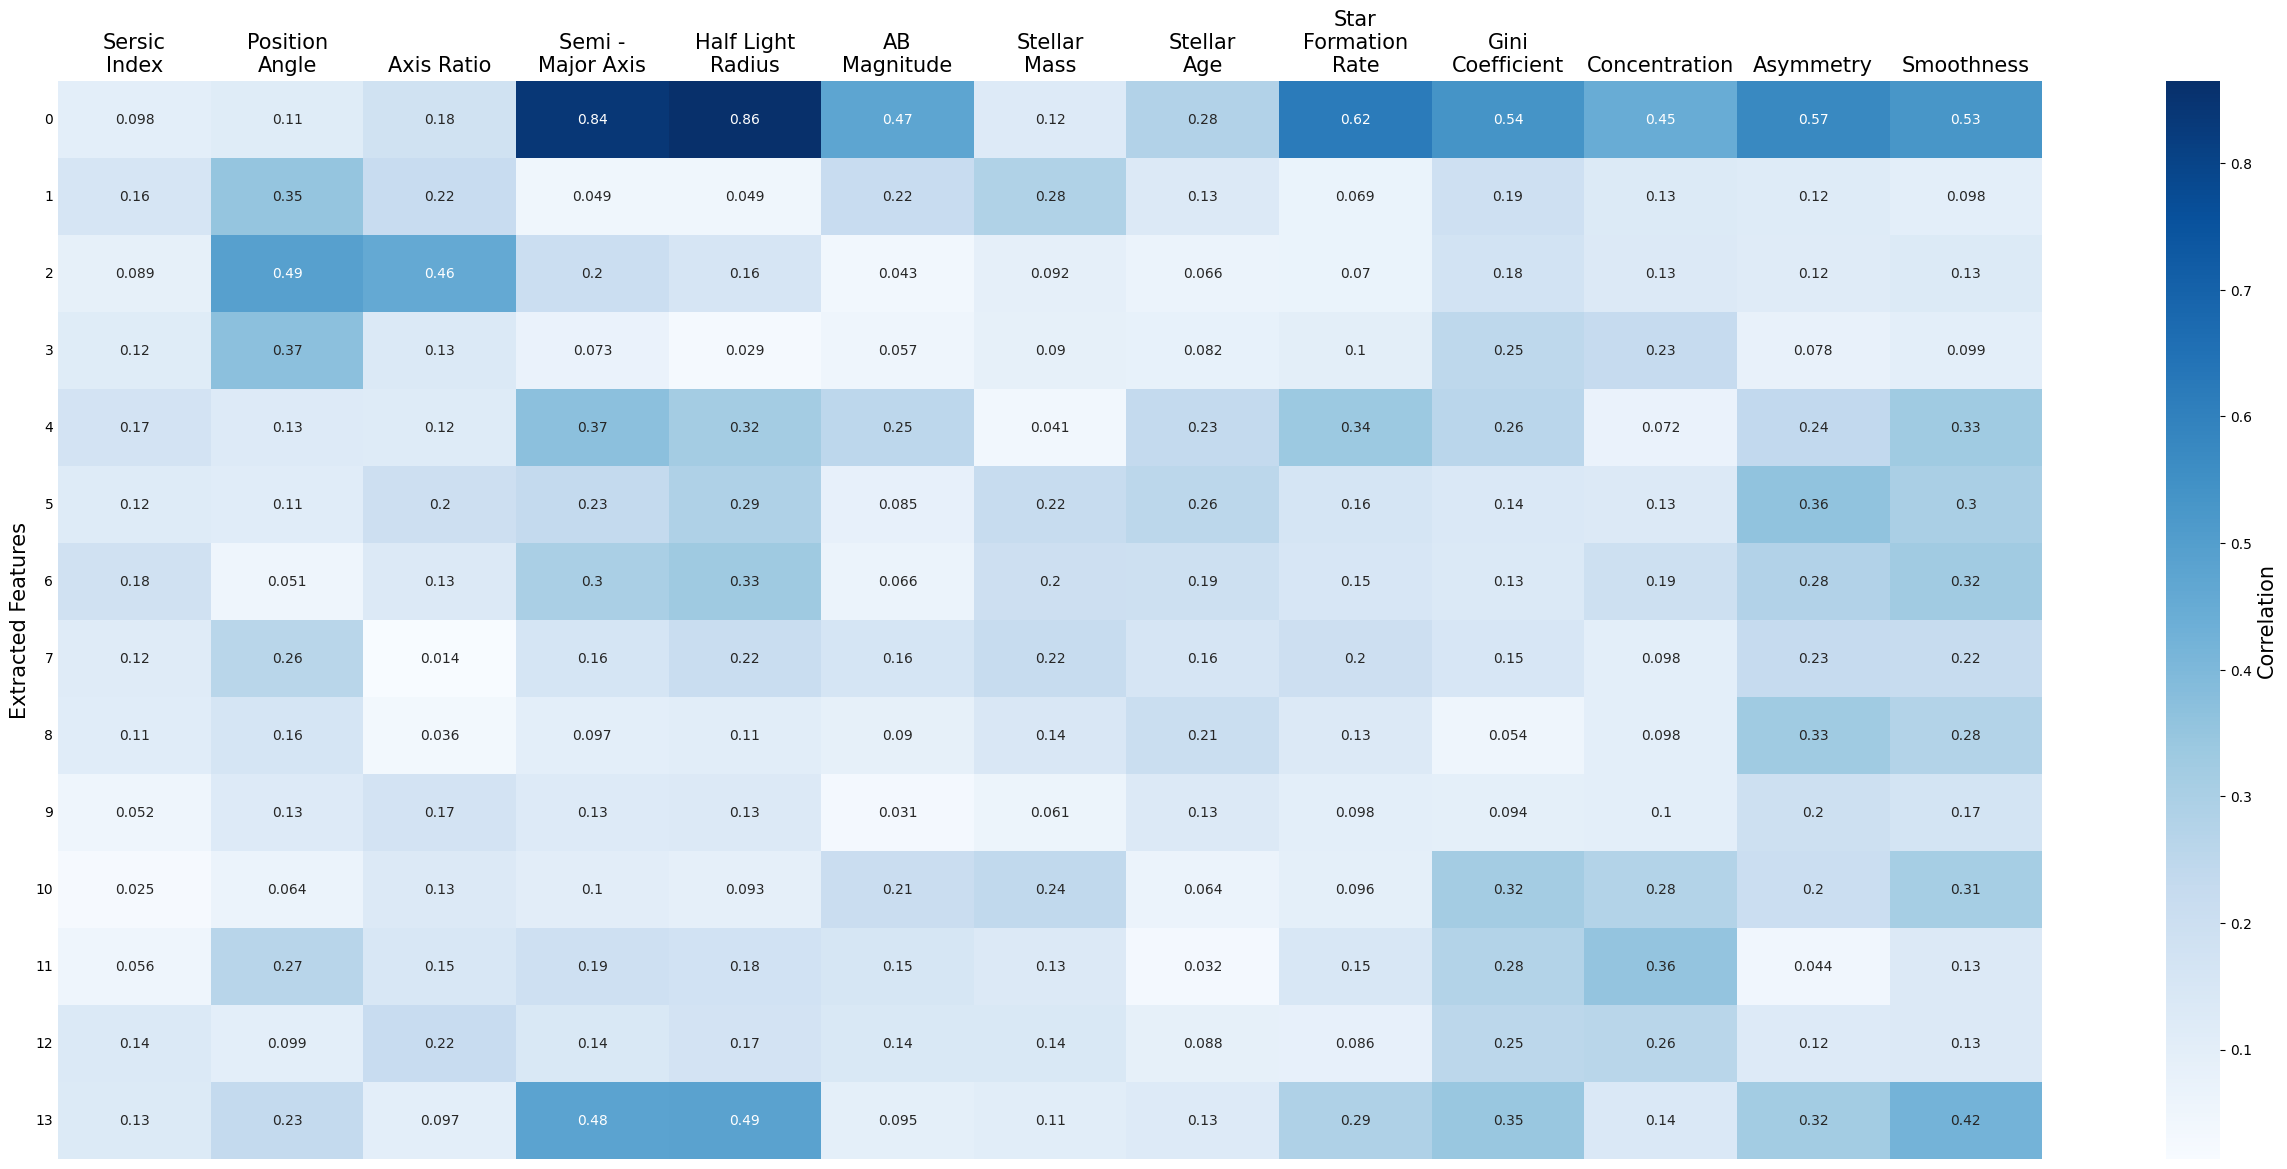 Star
Sersic Position Semi - Half Light AB Stellar Stellar Formation Gini
Index Angle Axis Ratio Major Axis Radius Magnitude Mass Age Rate Coefficient Concentration Asymmetry Smoothness
0 0.098 0.11 0.18 0.84 0.86 0.47 0.12 0.28 0.62 0.54 0.45 0.57 0.53
1 0.16 0.35 0.22 0.049 0.049 0.22 0.28 0.13 0.069 0.19 0.13 0.12 0.098
2 0.089 0.49 0.46 0.2 0.16 0.043 0.092 0.066 0.07 0.18 0.13 0.12 0.13
3 0.12 0.37 0.13 0.073 0.029 0.057 0.09 0.082 0.1 0.25 0.23 0.078 0.099
4 0.17 0.13 0.12 0.37 0.32 0.25 0.041 0.23 0.34 0.26 0.072 0.24 0.33
5 0.12 0.11 0.2 0.23 0.29 0.085 0.22 0.26 0.16 0.14 0.13 0.36 0.3
6 0.18 0.051 0.13 0.3 0.33 0.066 0.2 0.19 0.15 0.13 0.19 0.28 0.32
7 0.12 0.26 0.014 0.16 0.22 0.16 0.22 0.16 0.2 0.15 0.098 0.23 0.22
8 0.11 0.16 0.036 0.097 0.11 0.09 0.14 0.21 0.13 0.054 0.098 0.33 0.28
9 0.052 0.13 0.17 0.13 0.13 0.031 0.061 0.13 0.098 0.094 0.1 0.2 0.17
10 0.025 0.064 0.13 0.1 0.093 0.21 0.24 0.064 0.096 0.32 0.28 0.2 0.31
11 0.056 0.27 0.15 0.19 0.18 0.15 0.13 0.032 0.15 0.28 0.36 0.044 0.13
12 0.14 0.099 0.22 0.14 0.17 0.14 0.14 0.088 0.086 0.25 0.26 0.12 0.13
13 0.13 0.23 0.097 0.48 0.49 0.095 0.11 0.13 0.29 0.35 0.14 0.32 0.42
Extracted Features
0.8
0.7
0.6
0.5
0.4
0.3
0.2
0.1
Correlation